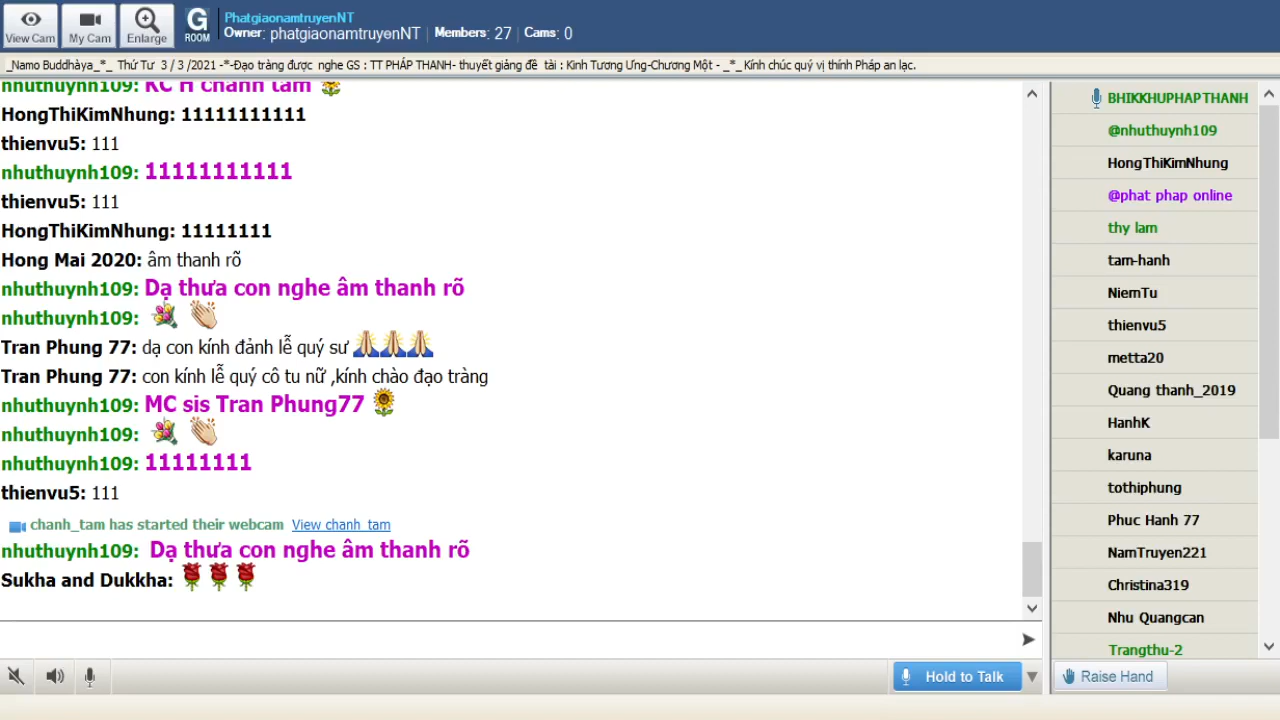 View Cam
My Cam
Enlarge
G
ROOM
PhatgiaonamtruyenNT
Owner: phatgiaonamtruyenNT | Members: 27 | Cams: 0
_Namo Buddhàya_*_ Thứ Tư 3 / 3 /2021 -*-Đạo tràng được nghe GS : TT PHÁP THANH- thuyết giảng đề tài : Kinh Tương Ưng-Chương Một - _*_ Kính chúc quý vị thính Pháp an lạc.
nhuthuynh109: KC H chanh tam
HongThiKimNhung: 11111111111
thienvu5: 111
nhuthuynh109: 11111111111
thienvu5: 111
HongThiKimNhung: 11111111
Hong Mai 2020: âm thanh rõ
nhuthuynh109: Dạ thưa con nghe âm thanh rõ
nhuthuynh109:
Tran Phung 77: dạ con kính đảnh lễ quý sư
Tran Phung 77: con kính lễ quý cô tu nữ ,kính chào đạo tràng
nhuthuynh109: MC sis Tran Phung77
nhuthuynh109:
nhuthuynh109: 11111111
thienvu5: 111
chanh_tam has started their webcam View chanh_tam
nhuthuynh109: Dạ thưa con nghe âm thanh rõ
Sukha and Dukkha:
Hold to Talk
BHIKKHUPHAPTHANH
@nhuthuynh109
HongThiKimNhung
@phat phap online
thy lam
tam-hanh
NiemTu
thienvu5
metta20
Quang thanh_2019
HanhK
karuna
tothiphung
Phuc Hanh 77
NamTruyen221
Christina319
Nhu Quangcan
Trangthu-2
Raise Hand